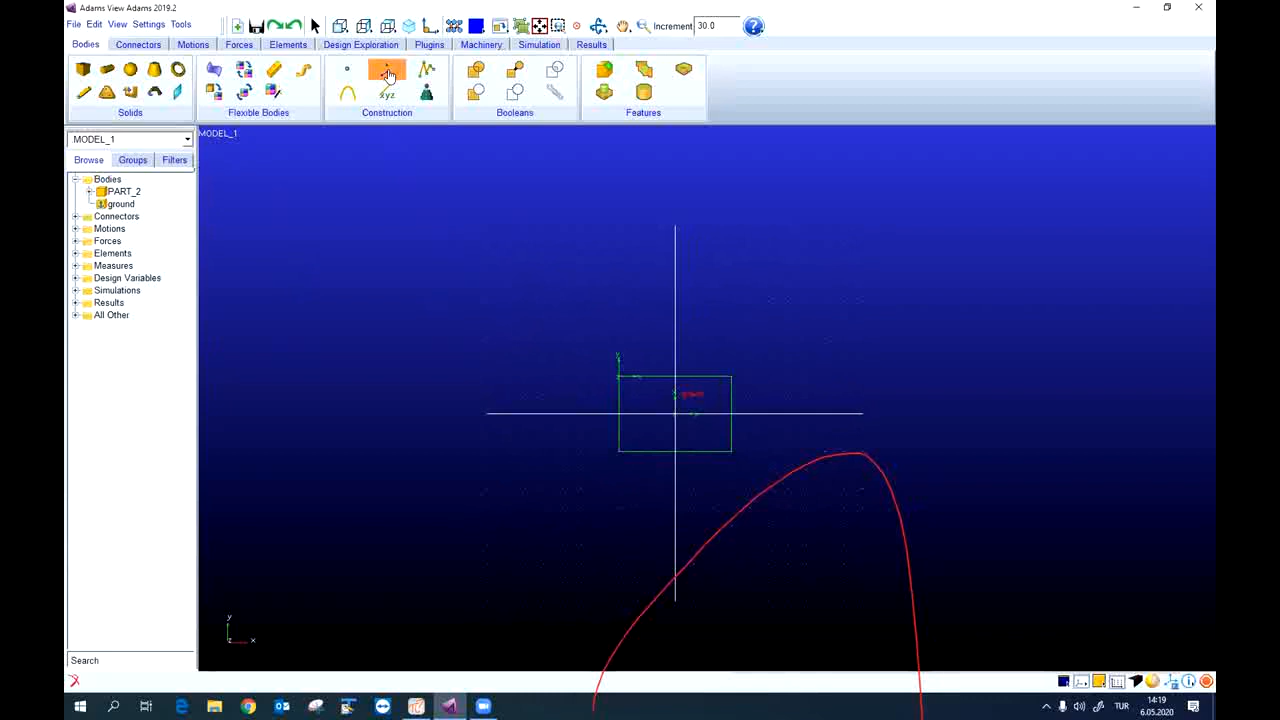 Adams View Adams 2019.2
File Edit View Settings Tools
Increment 30.0
Bodies Connectors Motions Forces Elements Design Exploration Plugins Machinery Simulation Results
xyz
Solids Flexible Bodies Construction Booleans Features
MODEL_1
MODEL_1
Browse Groups Filters
Bodies
PART_2
ground
Connectors
Motions
Forces
Elements
Measures
Design Variables
Simulations
Results
All Other
y
y
z x
Search
14:19
TUR
6.05.2020